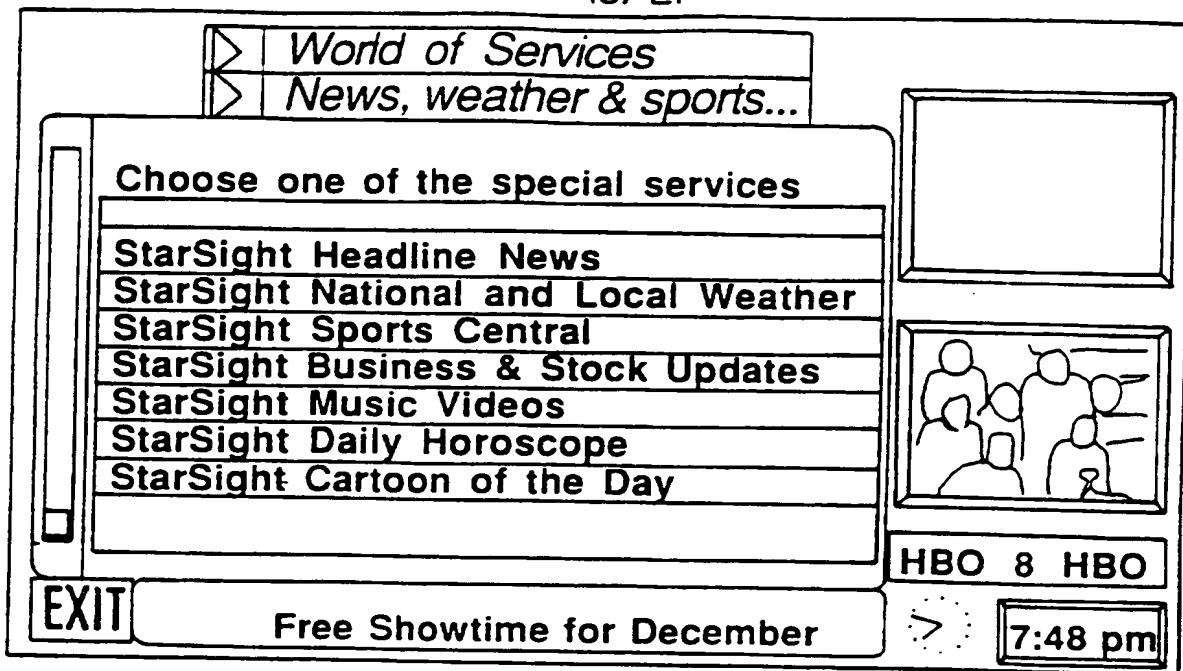 World of Services
News, weather & sports...
Choose one of the special services
StarSight Headline News
StarSight National and Local Weather
StarSight Sports Central
StarSight Business & Stock Updates
StarSight Music Videos
StarSight Daily Horoscope
StarSight Cartoon of the Day
HBO 8 HBO
EXIT
Free Showtime for December
7:48 pm